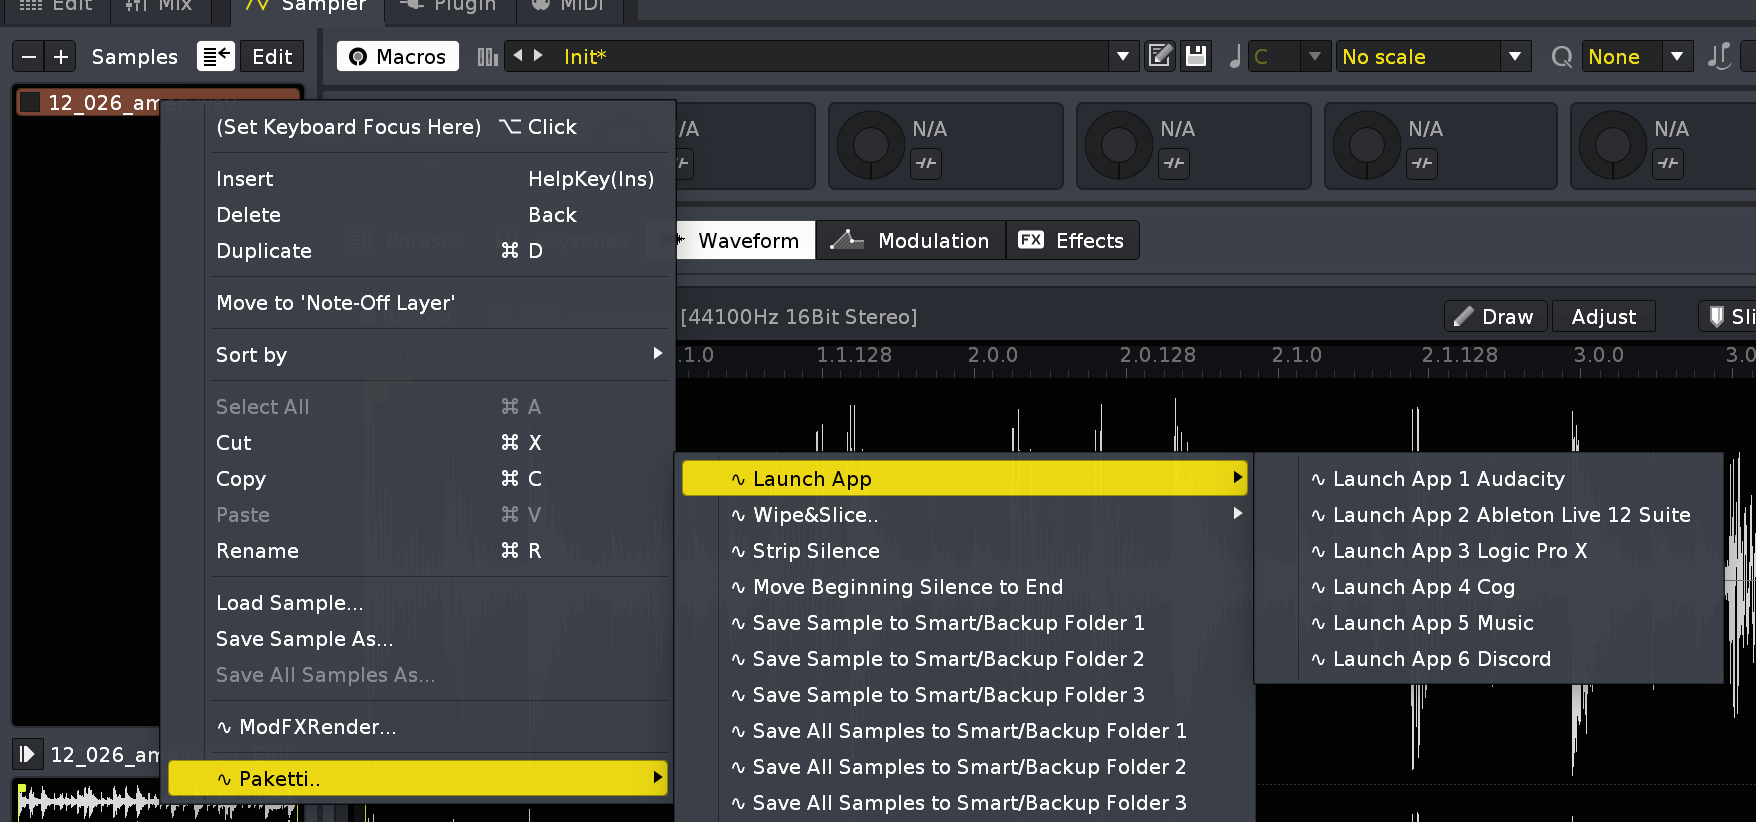 Edit Mix Sampler Plugin MIDI
− + Samples Edit Macros Init* C No scale None
12_026_amen.wav
N/A N/A N/A N/A N/A
(Set Keyboard Focus Here) ⌥ Click
Insert HelpKey(Ins)
Delete Back
Duplicate ⌘ D
Phrases Keyzones Waveform Modulation FX Effects
Move to 'Note-Off Layer'
[44100Hz 16Bit Stereo] Draw Adjust
Sort by
.1.0 1.1.128 2.0.0 2.0.128 2.1.0 2.1.128 3.0.0 3.0
Select All ⌘ A
Cut ⌘ X
Copy ⌘ C
Paste ⌘ V
Rename ⌘ R
Load Sample...
Save Sample As...
Save All Samples As...
∿ ModFXRender...
∿ Paketti..
12_026_am
∿ Launch App
∿ Wipe&Slice..
∿ Strip Silence
∿ Move Beginning Silence to End
∿ Save Sample to Smart/Backup Folder 1
∿ Save Sample to Smart/Backup Folder 2
∿ Save Sample to Smart/Backup Folder 3
∿ Save All Samples to Smart/Backup Folder 1
∿ Save All Samples to Smart/Backup Folder 2
∿ Save All Samples to Smart/Backup Folder 3
∿ Launch App 1 Audacity
∿ Launch App 2 Ableton Live 12 Suite
∿ Launch App 3 Logic Pro X
∿ Launch App 4 Cog
∿ Launch App 5 Music
∿ Launch App 6 Discord